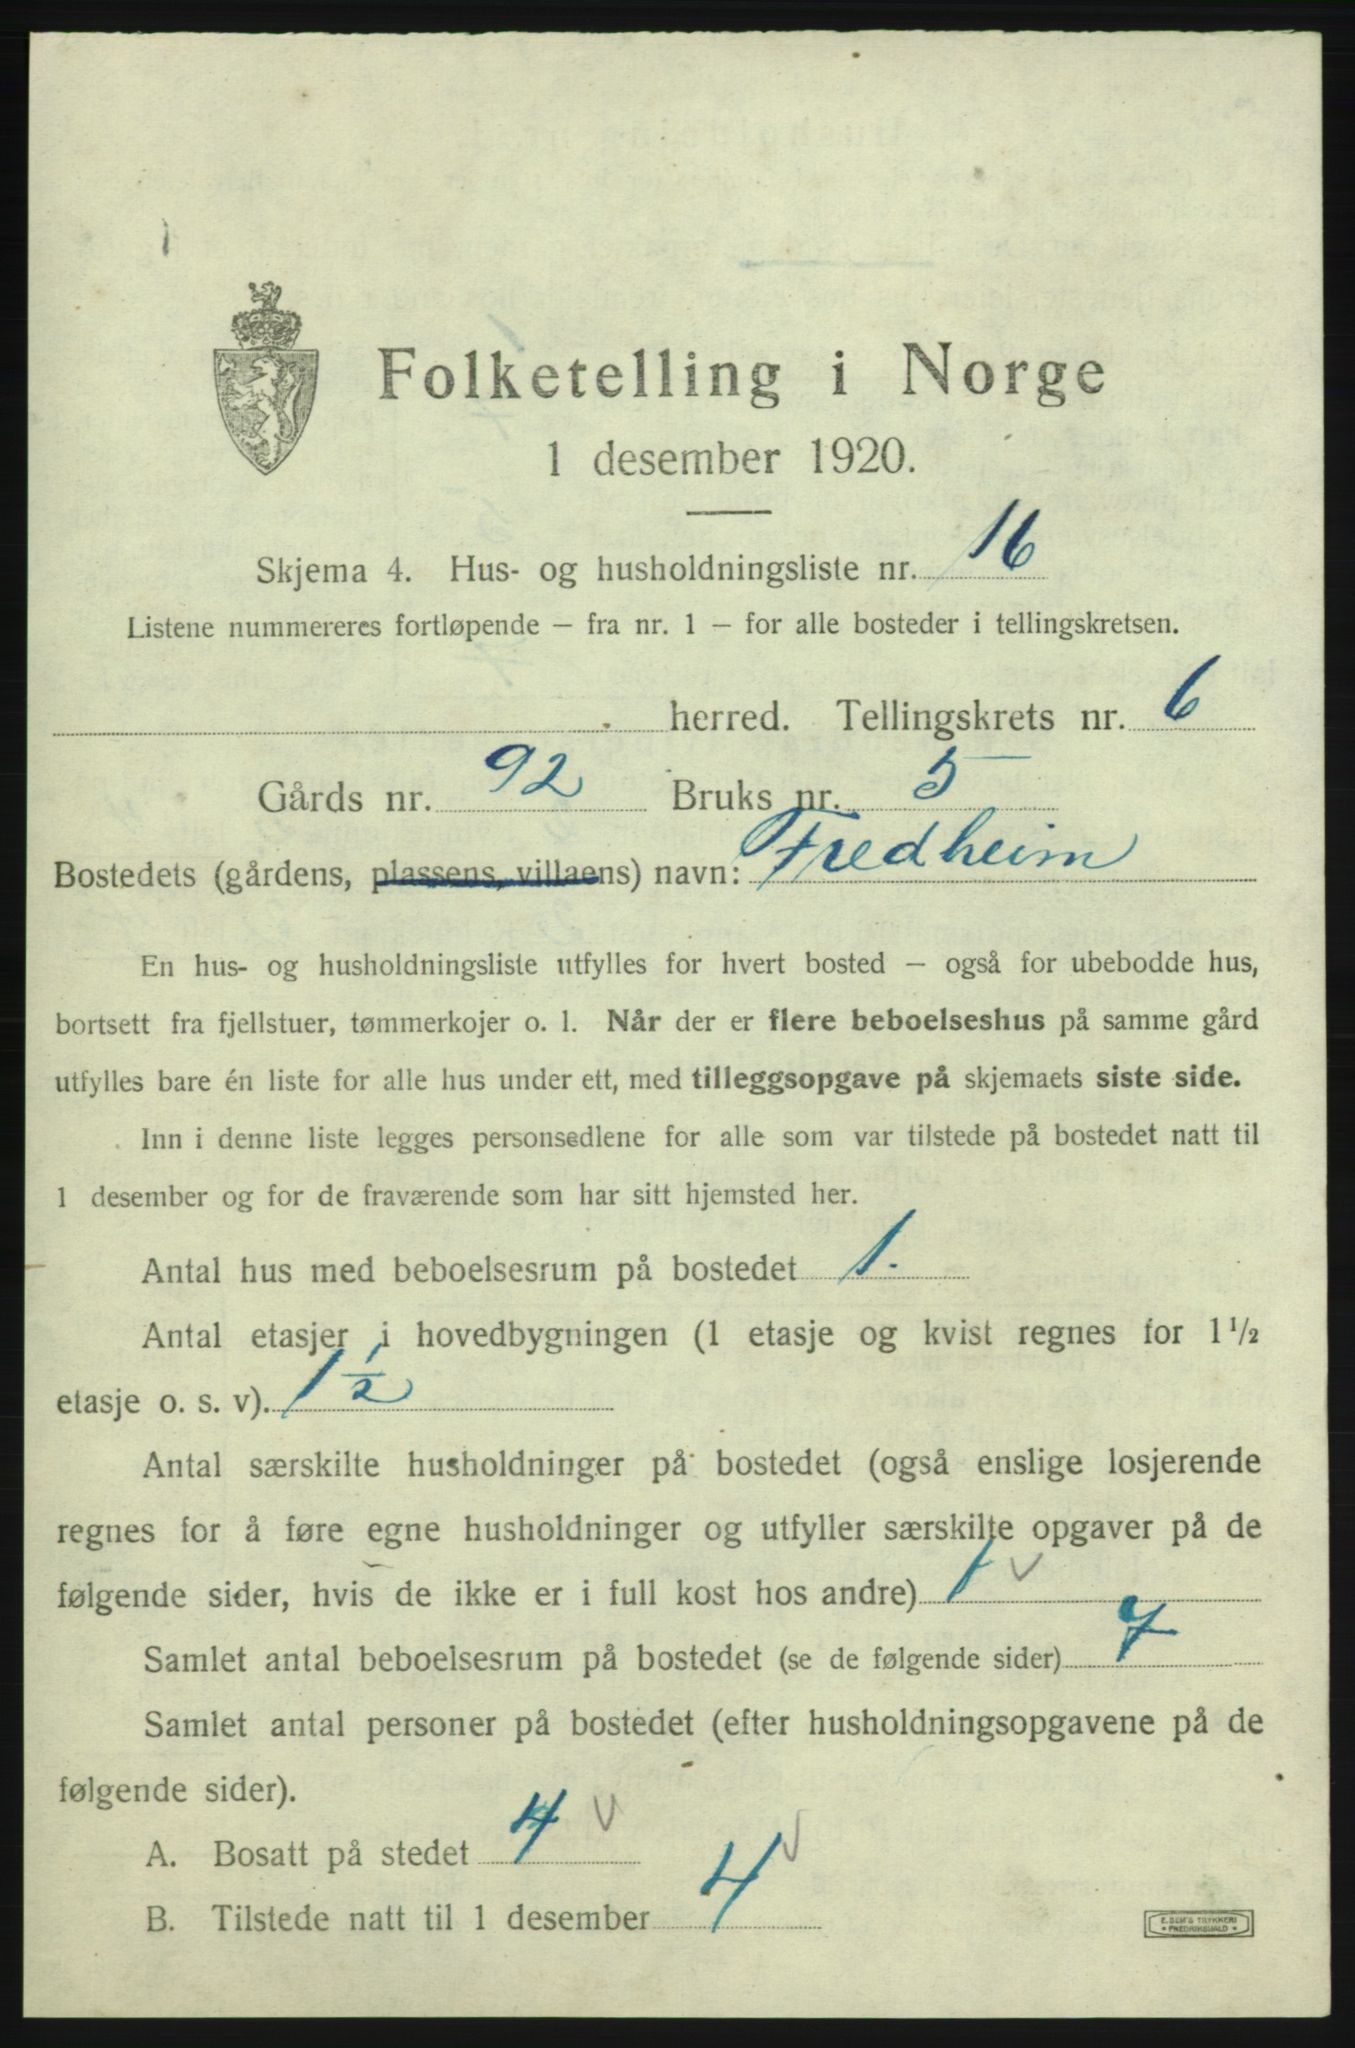 Folketelling i Norge
1 desember 1920.
Skjema 4. Hus- og husholdningsliste nr. 16
Listene nummereres fortløpende – fra nr. 1 – for alle bosteder i tellingskretsen.
herred. Tellingskrets nr. 6
Gårds nr. 92 Bruks nr. 5
Bostedets (gårdens, plassens, villaens) navn: Fredheim
En hus- og husholdningsliste utfylles for hvert bosted – også for ubebodde hus,
bortsett fra fjellstuer, tømmerkojer o. l. Når der er flere beboelseshus på samme gård
utfylles bare én liste for alle hus under ett, med tilleggsopgave på skjemaets siste side.
Inn i denne liste legges personsedlene for alle som var tilstede på bostedet natt til
1 desember og for de fraværende som har sitt hjemsted her.
Antal hus med beboelsesrum på bostedet 1.
Antal etasjer i hovedbygningen (1 etasje og kvist regnes for 1 1/2
etasje o. s. v). 1 1/2
Antal særskilte husholdninger på bostedet (også enslige losjerende
regnes for å føre egne husholdninger og utfyller særskilte opgaver på de
følgende sider, hvis de ikke er i full kost hos andre) 1 v
Samlet antal beboelsesrum på bostedet (se de følgende sider) 7
Samlet antal personer på bostedet (efter husholdningsopgavene på de
følgende sider).
A. Bosatt på stedet 4 v
B. Tilstede natt til 1 desember 4 v
E. SEM'S TRYKKERI
* FREDRIKSHALD *